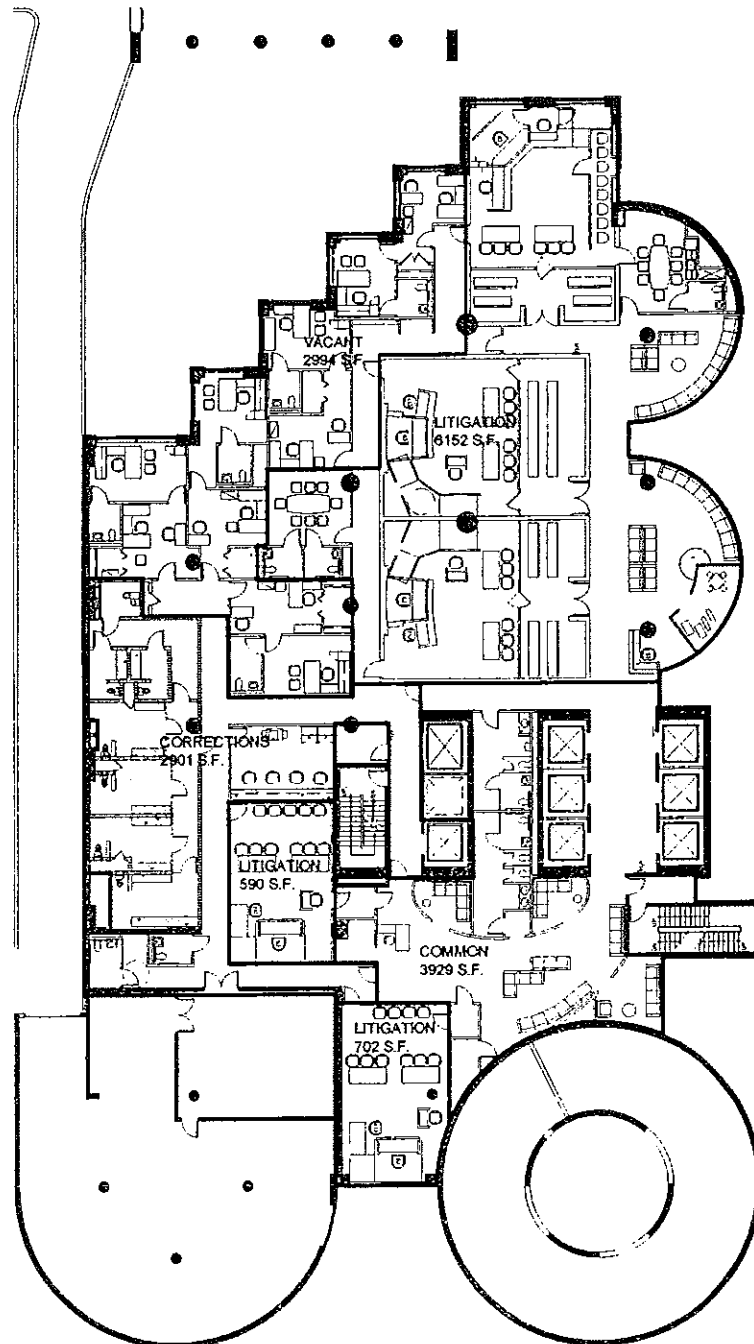 VACANT
2994 S.F.
LITIGATION
6152 S.F.
CORRECTIONS
2901 S.F.
LITIGATION
590 S.F.
COMMON
3929 S.F.
LITIGATION
702 S.F.